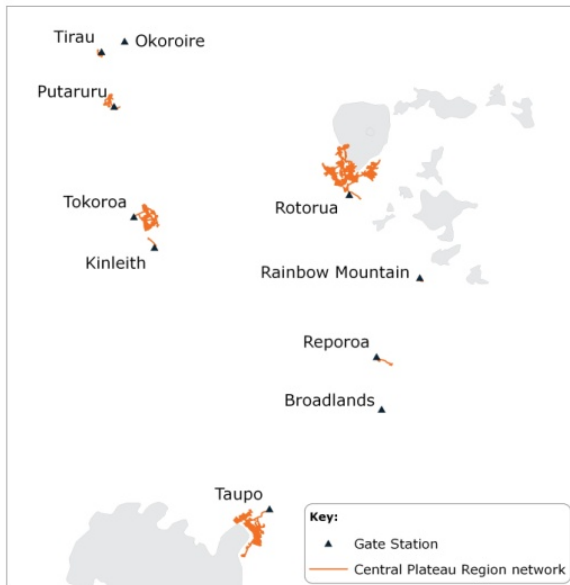 Tirau
Okoroire
Putaruru
Tokoroa
Rotorua
Kinleith
Rainbow Mountain
Reporoa
Broadlands
Taupo
Key:
Gate Station
Central Plateau Region network